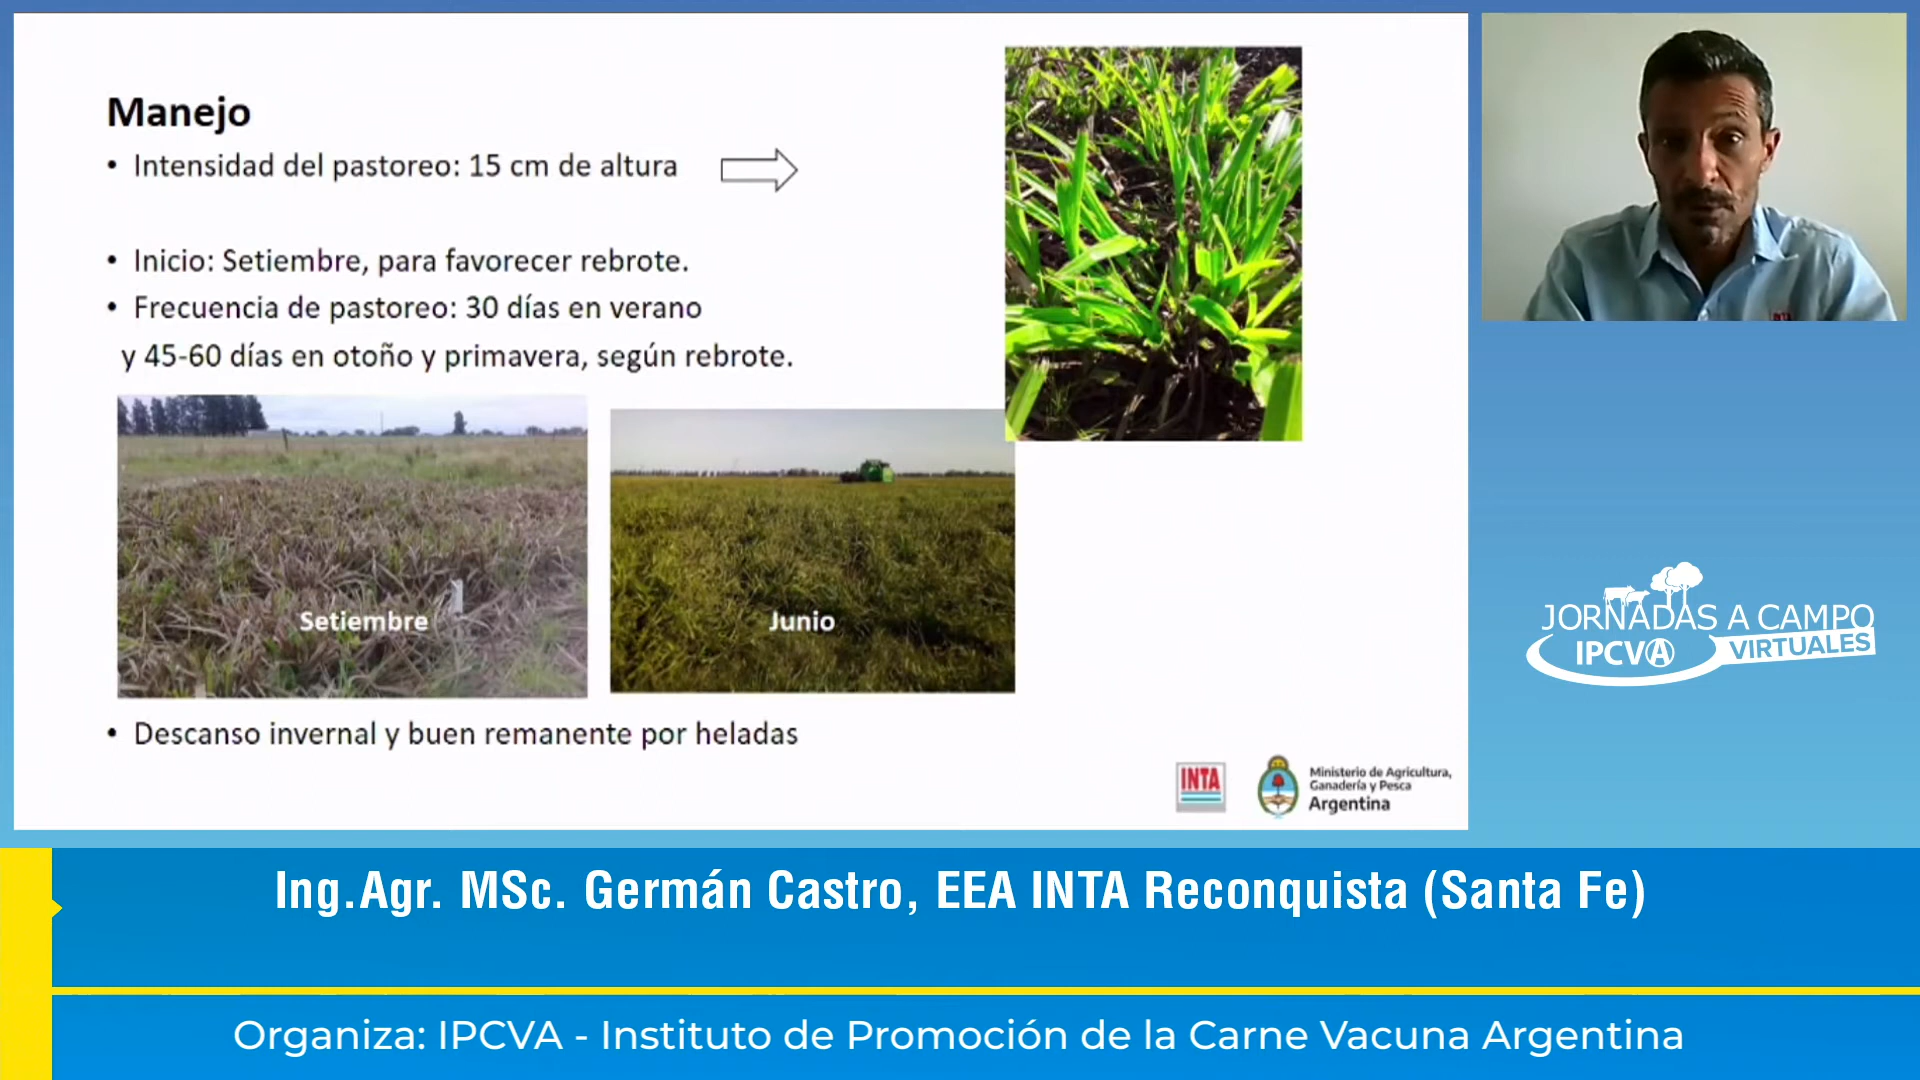 Manejo
• Intensidad del pastoreo: 15 cm de altura
• Inicio: Setiembre, para favorecer rebrote.
• Frecuencia de pastoreo: 30 días en verano
y 45-60 días en otoño y primavera, según rebrote.
Setiembre
Junio
• Descanso invernal y buen remanente por heladas
INTA
Ministerio de Agricultura,
Ganadería y Pesca
Argentina
JORNADAS A CAMPO
IPCVA
VIRTUALES
Ing.Agr. MSc. Germán Castro, EEA INTA Reconquista (Santa Fe)
Organiza: IPCVA - Instituto de Promoción de la Carne Vacuna Argentina